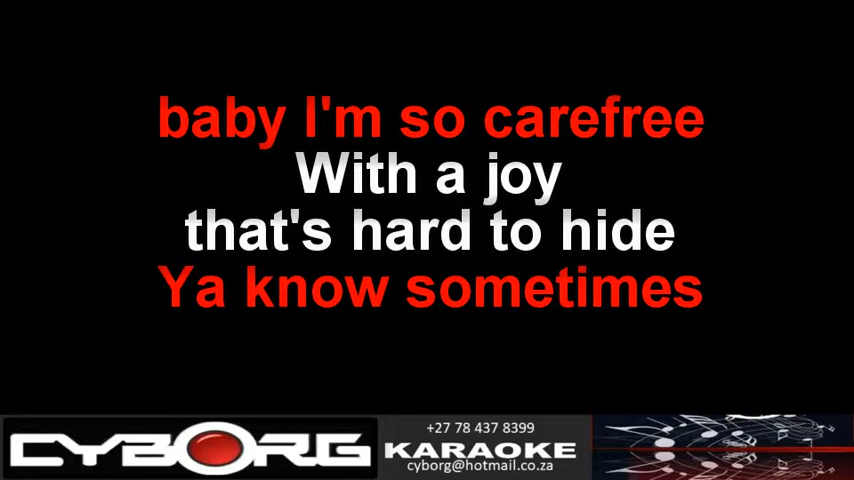 baby I'm so carefree
With a joy
that's hard to hide
Ya know sometimes
CYBORG
+27 78 437 8399
KARAOKE
cyborg@hotmail.co.za